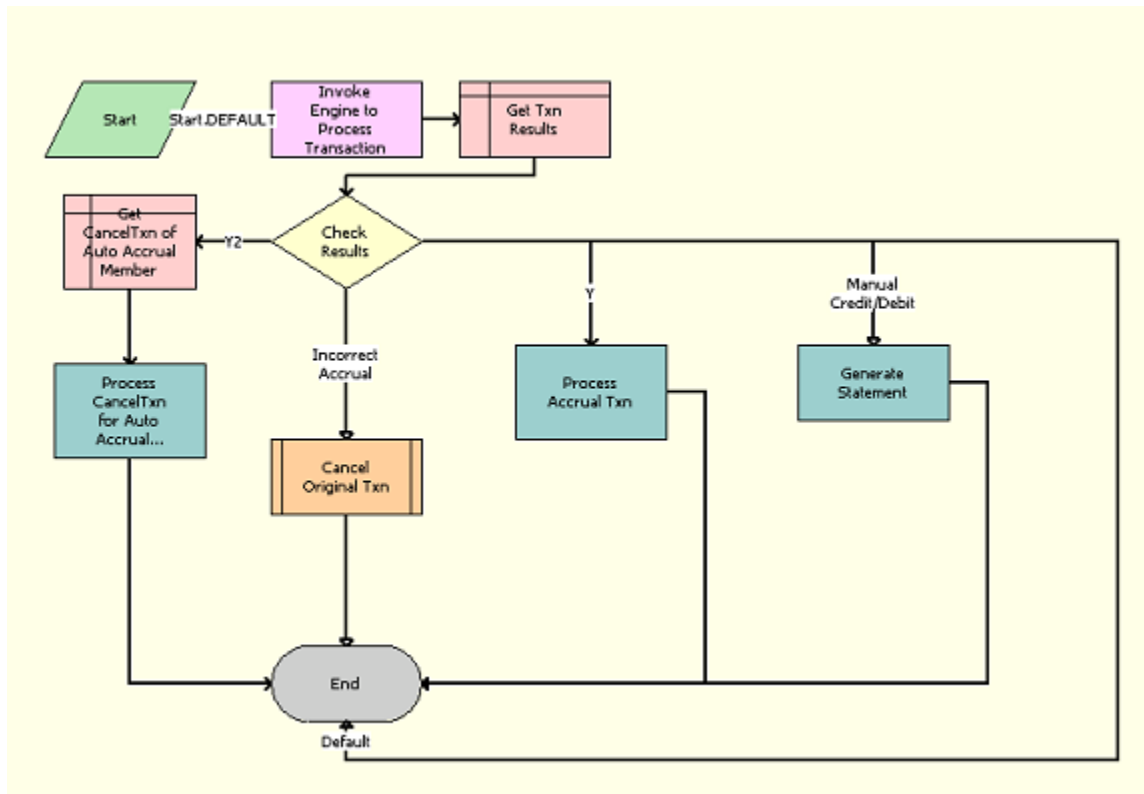 Start
Start.DEFAULT
Invoke
Engine to
Process
Transaction
Get Txn
Results
Get
CancelTxn of
Auto Accrual
Member
Y2
Check
Results
Y
Manual
Credit/Debit
Incorrect
Accrual
Process
CancelTxn
for Auto
Accrual...
Process
Accrual Txn
Generate
Statement
Cancel
Original Txn
End
Default